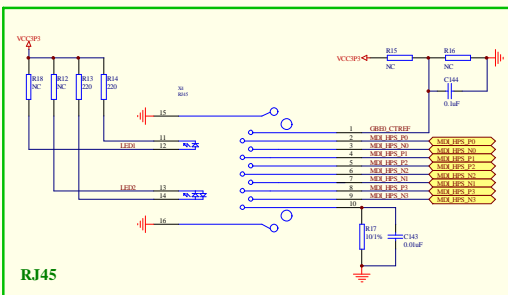 VCC3P3
R18
NC
R12
NC
R13
220
R14
220
X4
RJ45
15
11
LED1
12
LED2
13
14
16
VCC3P3
R15
NC
R16
NC
C144
0.1uF
1 GBE0_CTREF
2 MDI_HPS_P0 MDI_HPS_P0
3 MDI_HPS_N0 MDI_HPS_N0
4 MDI_HPS_P1 MDI_HPS_P1
5 MDI_HPS_P2 MDI_HPS_P2
6 MDI_HPS_N2 MDI_HPS_N2
7 MDI_HPS_N1 MDI_HPS_N1
8 MDI_HPS_P3 MDI_HPS_P3
9 MDI_HPS_N3 MDI_HPS_N3
10
R17
10/1%
C143
0.01uF
RJ45